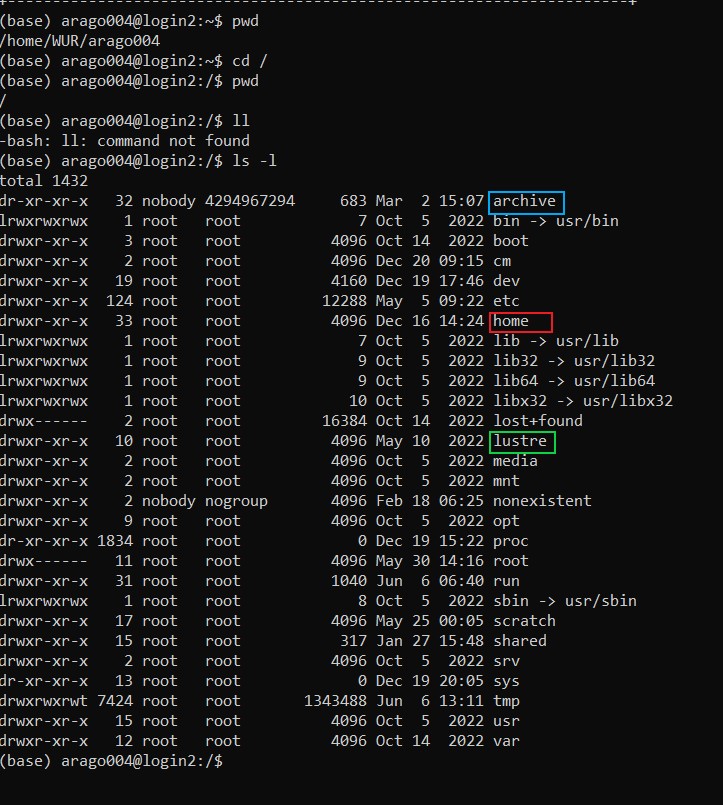 +----------------------------------------------------------------------+
(base) arago004@login2:~$ pwd
/home/WUR/arago004
(base) arago004@login2:~$ cd /
(base) arago004@login2:/$ pwd
/
(base) arago004@login2:/$ ll
-bash: ll: command not found
(base) arago004@login2:/$ ls -l
total 1432
dr-xr-xr-x   32 nobody 4294967294     683 Mar  2 15:07 archive
lrwxrwxrwx    1 root   root             7 Oct  5  2022 bin -> usr/bin
drwxr-xr-x    3 root   root          4096 Oct 14  2022 boot
drwxr-xr-x    2 root   root          4096 Dec 20 09:15 cm
drwxr-xr-x   19 root   root          4160 Dec 19 17:46 dev
drwxr-xr-x  124 root   root         12288 May  5 09:22 etc
drwxr-xr-x   33 root   root          4096 Dec 16 14:24 home
lrwxrwxrwx    1 root   root             7 Oct  5  2022 lib -> usr/lib
lrwxrwxrwx    1 root   root             9 Oct  5  2022 lib32 -> usr/lib32
lrwxrwxrwx    1 root   root             9 Oct  5  2022 lib64 -> usr/lib64
lrwxrwxrwx    1 root   root            10 Oct  5  2022 libx32 -> usr/libx32
drwx------    2 root   root         16384 Oct 14  2022 lost+found
drwxr-xr-x   10 root   root          4096 May 10  2022 lustre
drwxr-xr-x    2 root   root          4096 Oct  5  2022 media
drwxr-xr-x    2 root   root          4096 Oct  5  2022 mnt
drwxr-xr-x    2 nobody nogroup       4096 Feb 18 06:25 nonexistent
drwxr-xr-x    9 root   root          4096 Oct  5  2022 opt
dr-xr-xr-x 1834 root   root             0 Dec 19 15:22 proc
drwx------   11 root   root          4096 May 30 14:16 root
drwxr-xr-x   31 root   root          1040 Jun  6 06:40 run
lrwxrwxrwx    1 root   root             8 Oct  5  2022 sbin -> usr/sbin
drwxr-xr-x   17 root   root          4096 May 25 00:05 scratch
drwxr-xr-x   15 root   root           317 Jan 27 15:48 shared
drwxr-xr-x    2 root   root          4096 Oct  5  2022 srv
dr-xr-xr-x   13 root   root             0 Dec 19 20:05 sys
drwxrwxrwt 7424 root   root       1343488 Jun  6 13:11 tmp
drwxr-xr-x   15 root   root          4096 Oct  5  2022 usr
drwxr-xr-x   12 root   root          4096 Oct 14  2022 var
(base) arago004@login2:/$